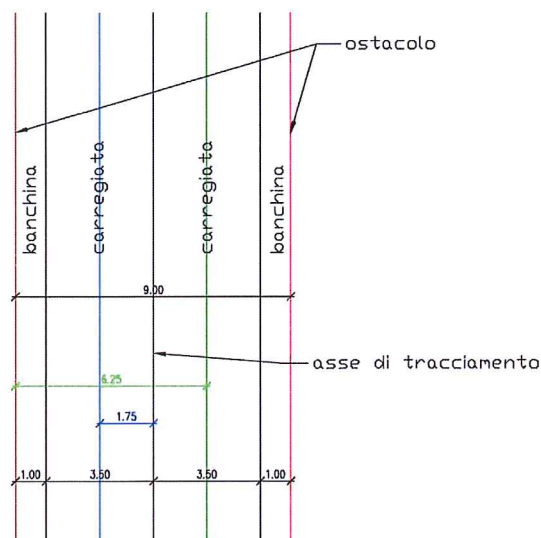 ostacolo
banchina
carregiata
carregiata
banchina
9.00
asse di tracciamento
6.25
1.75
1.00
3.50
3.50
1.00